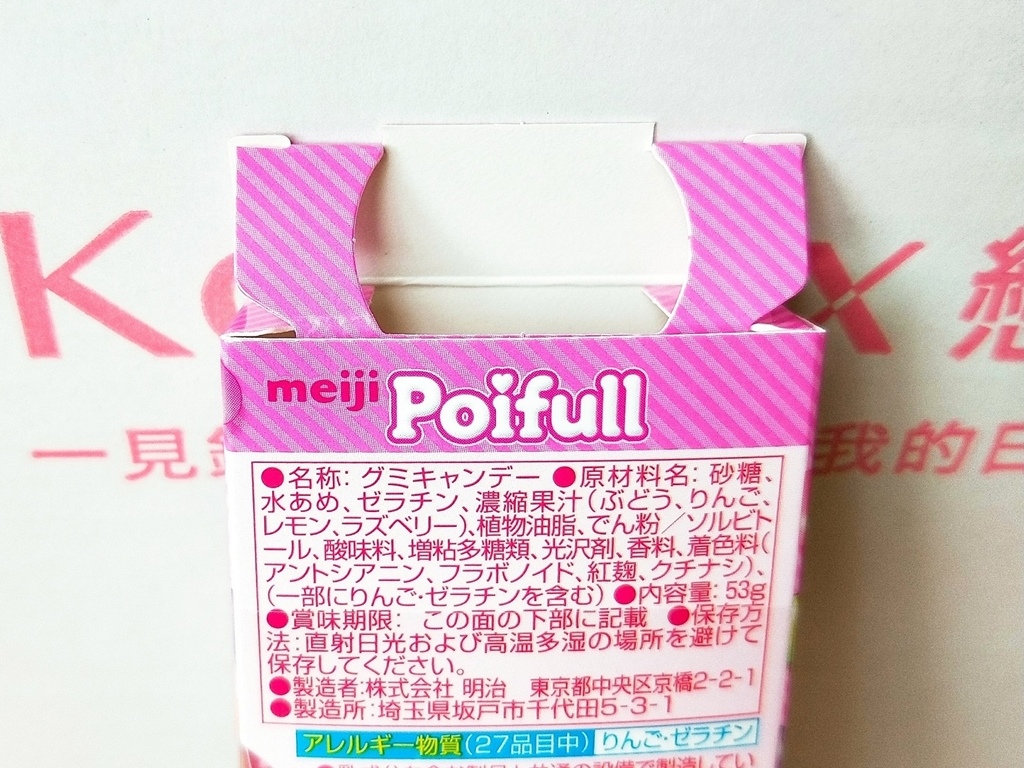 K
x 戀
一見
我的日
meiji Poifull
●名称: グミキャンデー ●原材料名: 砂糖、
水あめ、ゼラチン、濃縮果汁(ぶどう、りんご、
レモン、ラズベリー)、植物油脂、でん粉/ソルビト
ール、酸味料、増粘多糖類、光沢剤、香料、着色料(
アントシアニン、フラボノイド、紅麹、クチナシ)、
(一部にりんご・ゼラチンを含む) ●内容量: 53g
●賞味期限: この面の下部に記載 ●保存方
法: 直射日光および高温多湿の場所を避けて
保存してください。
●製造者:株式会社 明治 東京都中央区京橋2-2-1
●製造所:埼玉県坂戸市千代田5-3-1
アレルギー物質(27品目中) りんご・ゼラチン